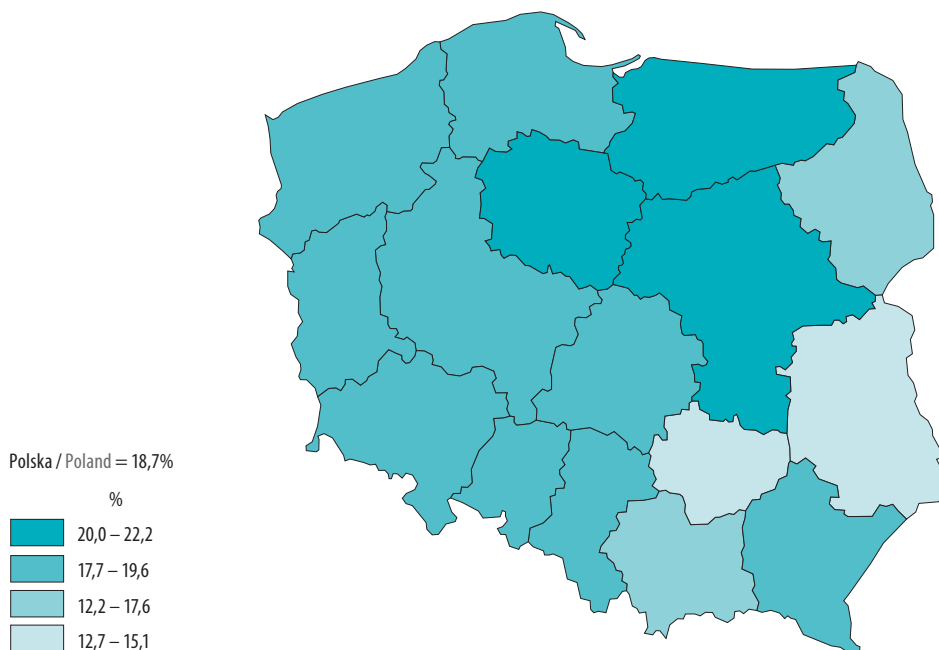 Polska / Poland = 18,7%
%
20,0 – 22,2
17,7 – 19,6
12,2 – 17,6
12,7 – 15,1